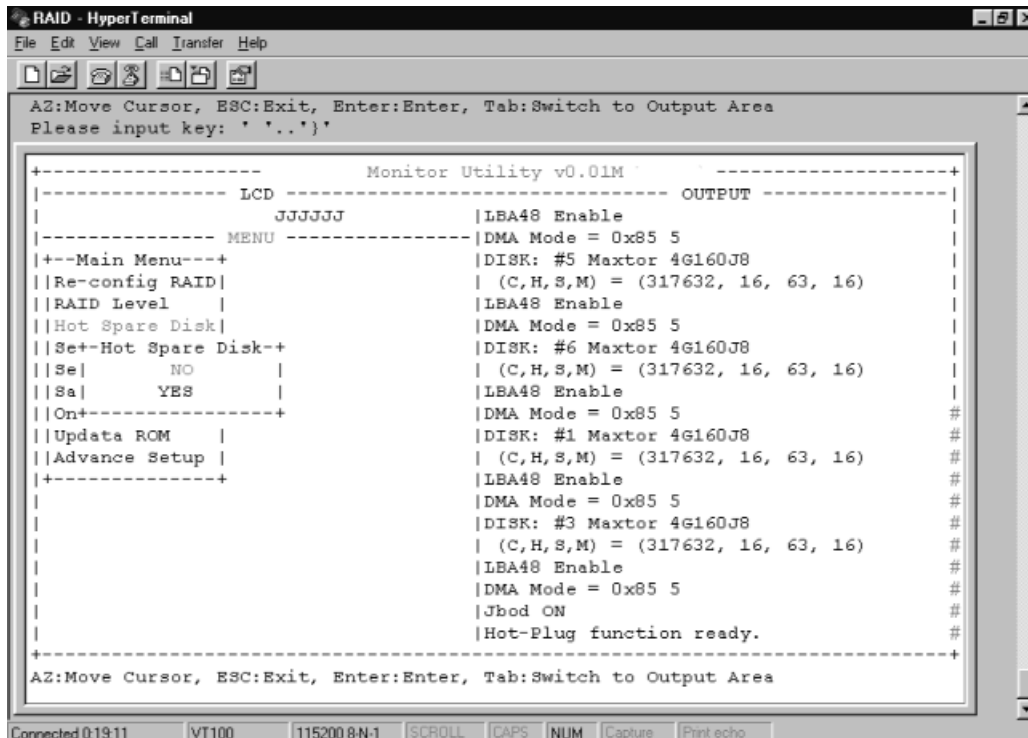 RAID - HyperTerminal
File Edit View Call Transfer Help
AZ:Move Cursor, ESC:Exit, Enter:Enter, Tab:Switch to Output Area
Please input key: ' '..'}'
+------------------- Monitor Utility v0.01M --------------------+
|---------------- LCD --------------------------------- OUTPUT ----------------|
| JJJJJJ |LBA48 Enable |
|--------------- MENU ----------------|DMA Mode = 0x85 5 |
|+--Main Menu---+ |DISK: #5 Maxtor 4G160J8 |
||Re-config RAID| | (C,H,S,M) = (317632, 16, 63, 16) |
||RAID Level | |LBA48 Enable |
||Hot Spare Disk| |DMA Mode = 0x85 5 |
||Se+-Hot Spare Disk-+ |DISK: #6 Maxtor 4G160J8 |
||Se| NO | | (C,H,S,M) = (317632, 16, 63, 16) |
||Sa| YES | |LBA48 Enable |
||On+----------------+ |DMA Mode = 0x85 5 #
||Updata ROM | |DISK: #1 Maxtor 4G160J8 #
||Advance Setup | | (C,H,S,M) = (317632, 16, 63, 16) #
|+--------------+ |LBA48 Enable #
| |DMA Mode = 0x85 5 #
| |DISK: #3 Maxtor 4G160J8 #
| | (C,H,S,M) = (317632, 16, 63, 16) #
| |LBA48 Enable #
| |DMA Mode = 0x85 5 #
| |Jbod ON #
| |Hot-Plug function ready. #
+------------------------------------------------------------------------------+
AZ:Move Cursor, ESC:Exit, Enter:Enter, Tab:Switch to Output Area
Connected 0:19:11 VT100 115200 8-N-1 SCROLL CAPS NUM Capture Print echo